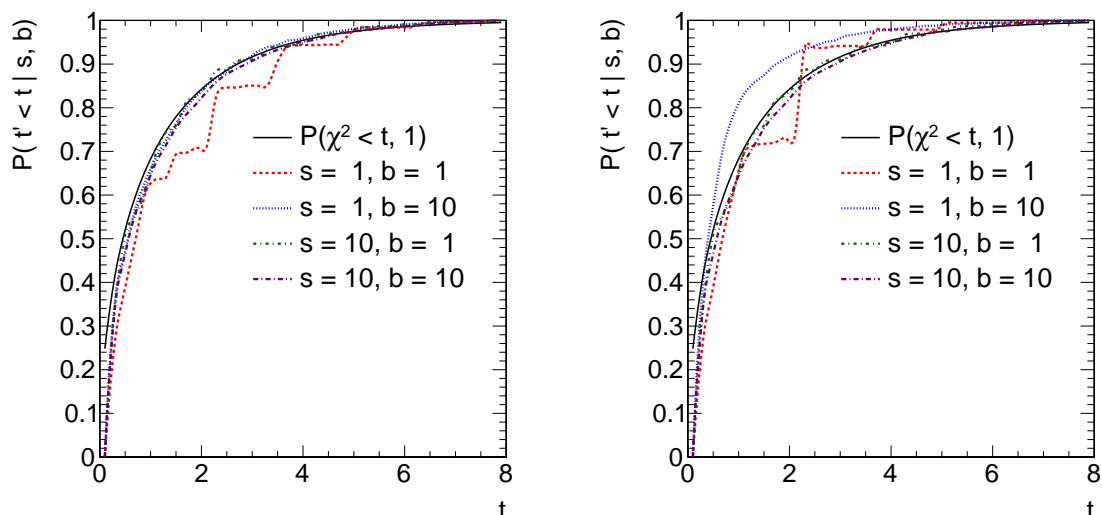 P( t' < t | s, b)
1
0.9
0.8
0.7
0.6
0.5
0.4
0.3
0.2
0.1
0
0 2 4 6 8
t
P(χ² < t, 1)
s = 1, b = 1
s = 1, b = 10
s = 10, b = 1
s = 10, b = 10
P( t' < t | s, b)
1
0.9
0.8
0.7
0.6
0.5
0.4
0.3
0.2
0.1
0
0 2 4 6 8
t
P(χ² < t, 1)
s = 1, b = 1
s = 1, b = 10
s = 10, b = 1
s = 10, b = 10